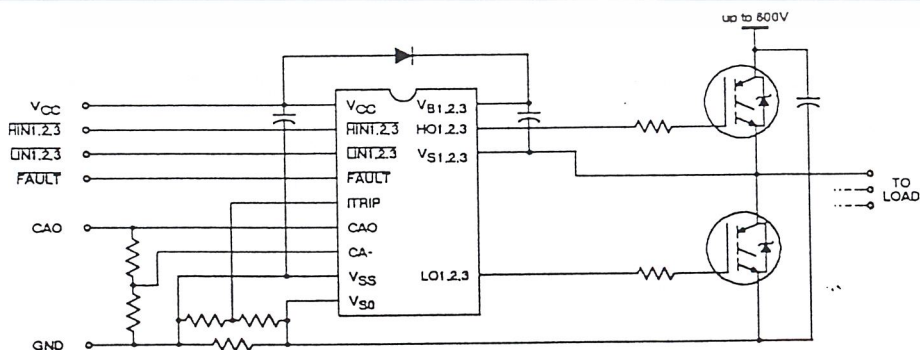 up to 600V
VCC
HIN1,2,3
LIN1,2,3
FAULT
CAO
GND
VCC
HIN1,2,3
LIN1,2,3
FAULT
ITRIP
CAO
CA-
VSS
VS0
VB1,2,3
HO1,2,3
VS1,2,3
LO1,2,3
TO
LOAD